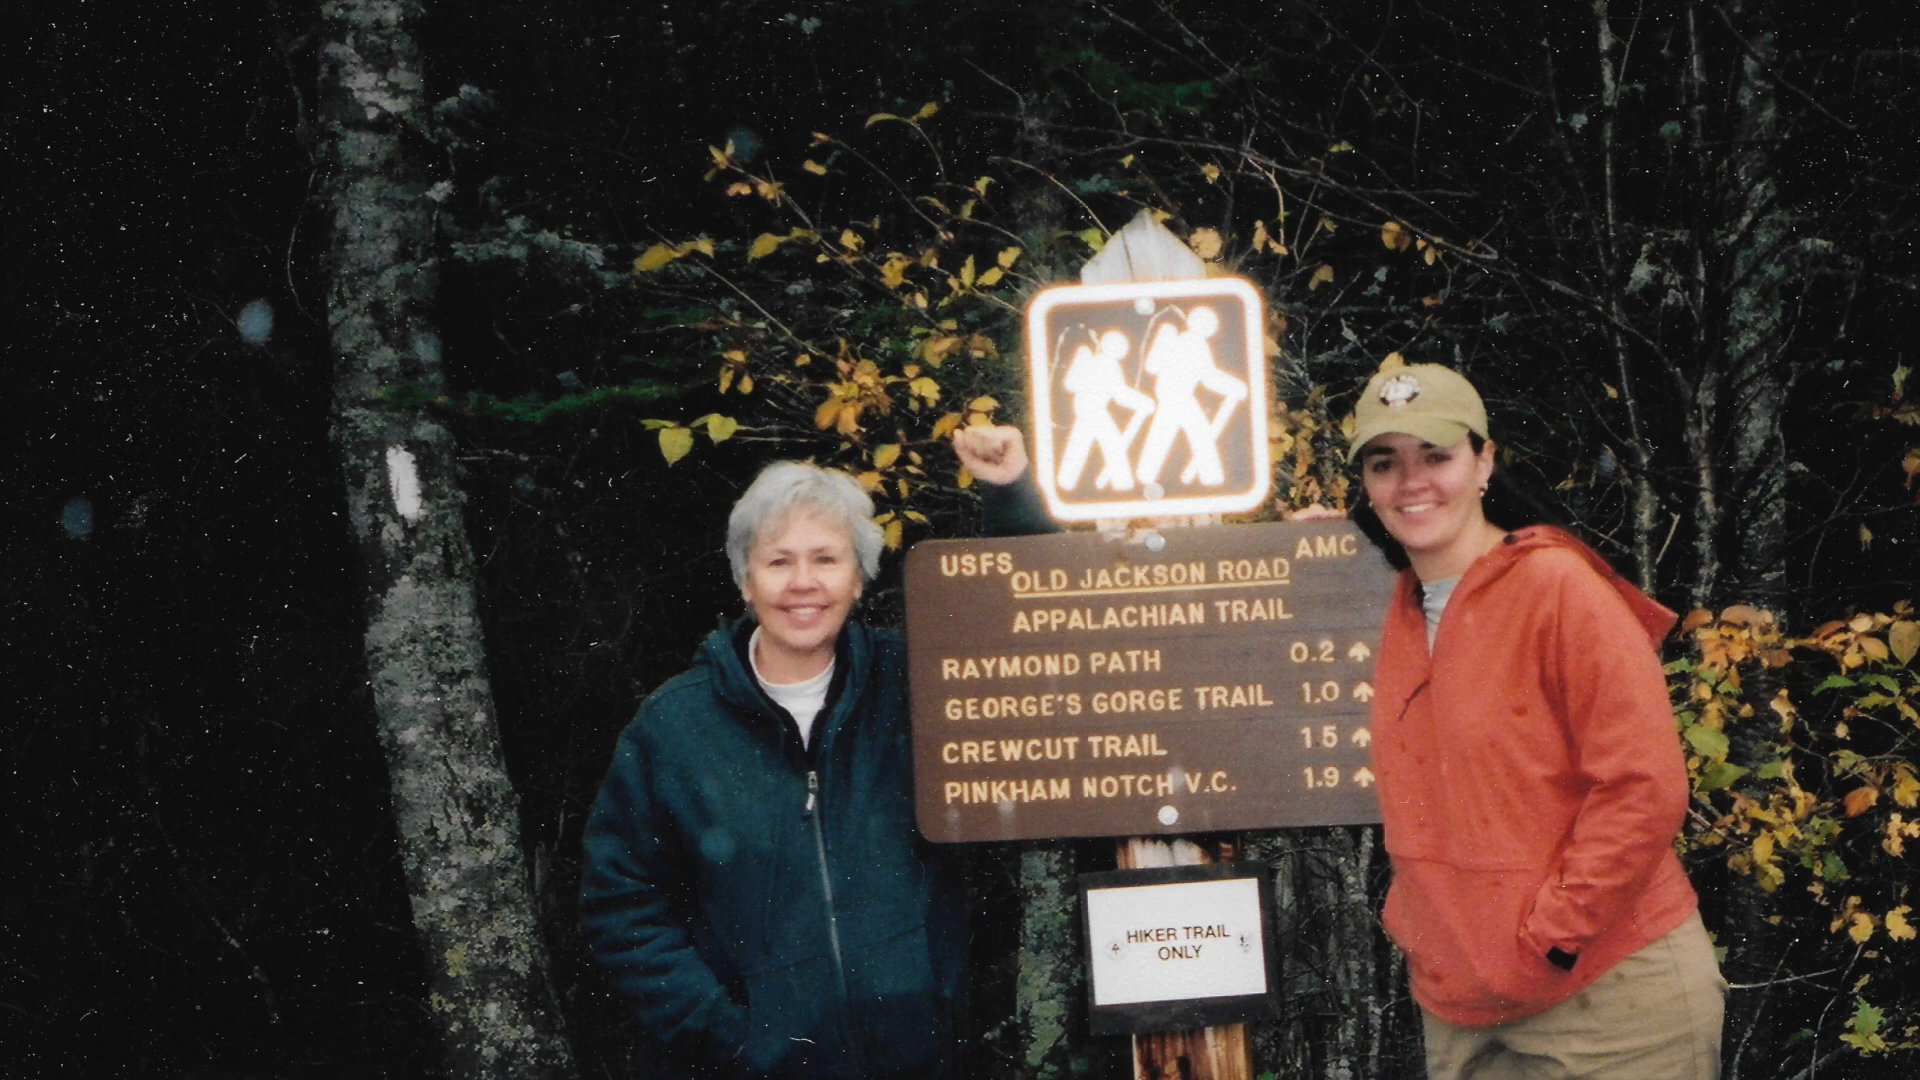 USFS AMC
OLD JACKSON ROAD
APPALACHIAN TRAIL
RAYMOND PATH 0.2 ↑
GEORGE'S GORGE TRAIL 1.0 ↑
CREWCUT TRAIL 1.5 ↑
PINKHAM NOTCH V.C. 1.9 ↑
HIKER TRAIL
ONLY